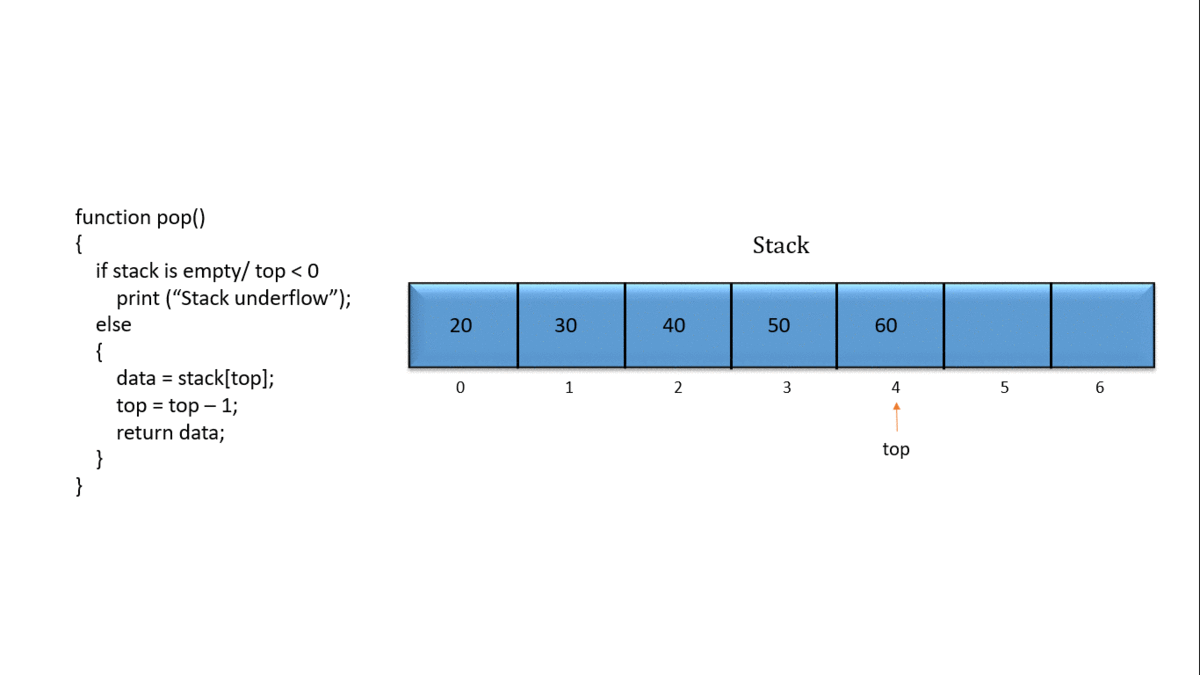 function pop()
{
if stack is empty/ top < 0
print (“Stack underflow”);
else
{
data = stack[top];
top = top – 1;
return data;
}
}
Stack
20 30 40 50 60
0 1 2 3 4 5 6
top